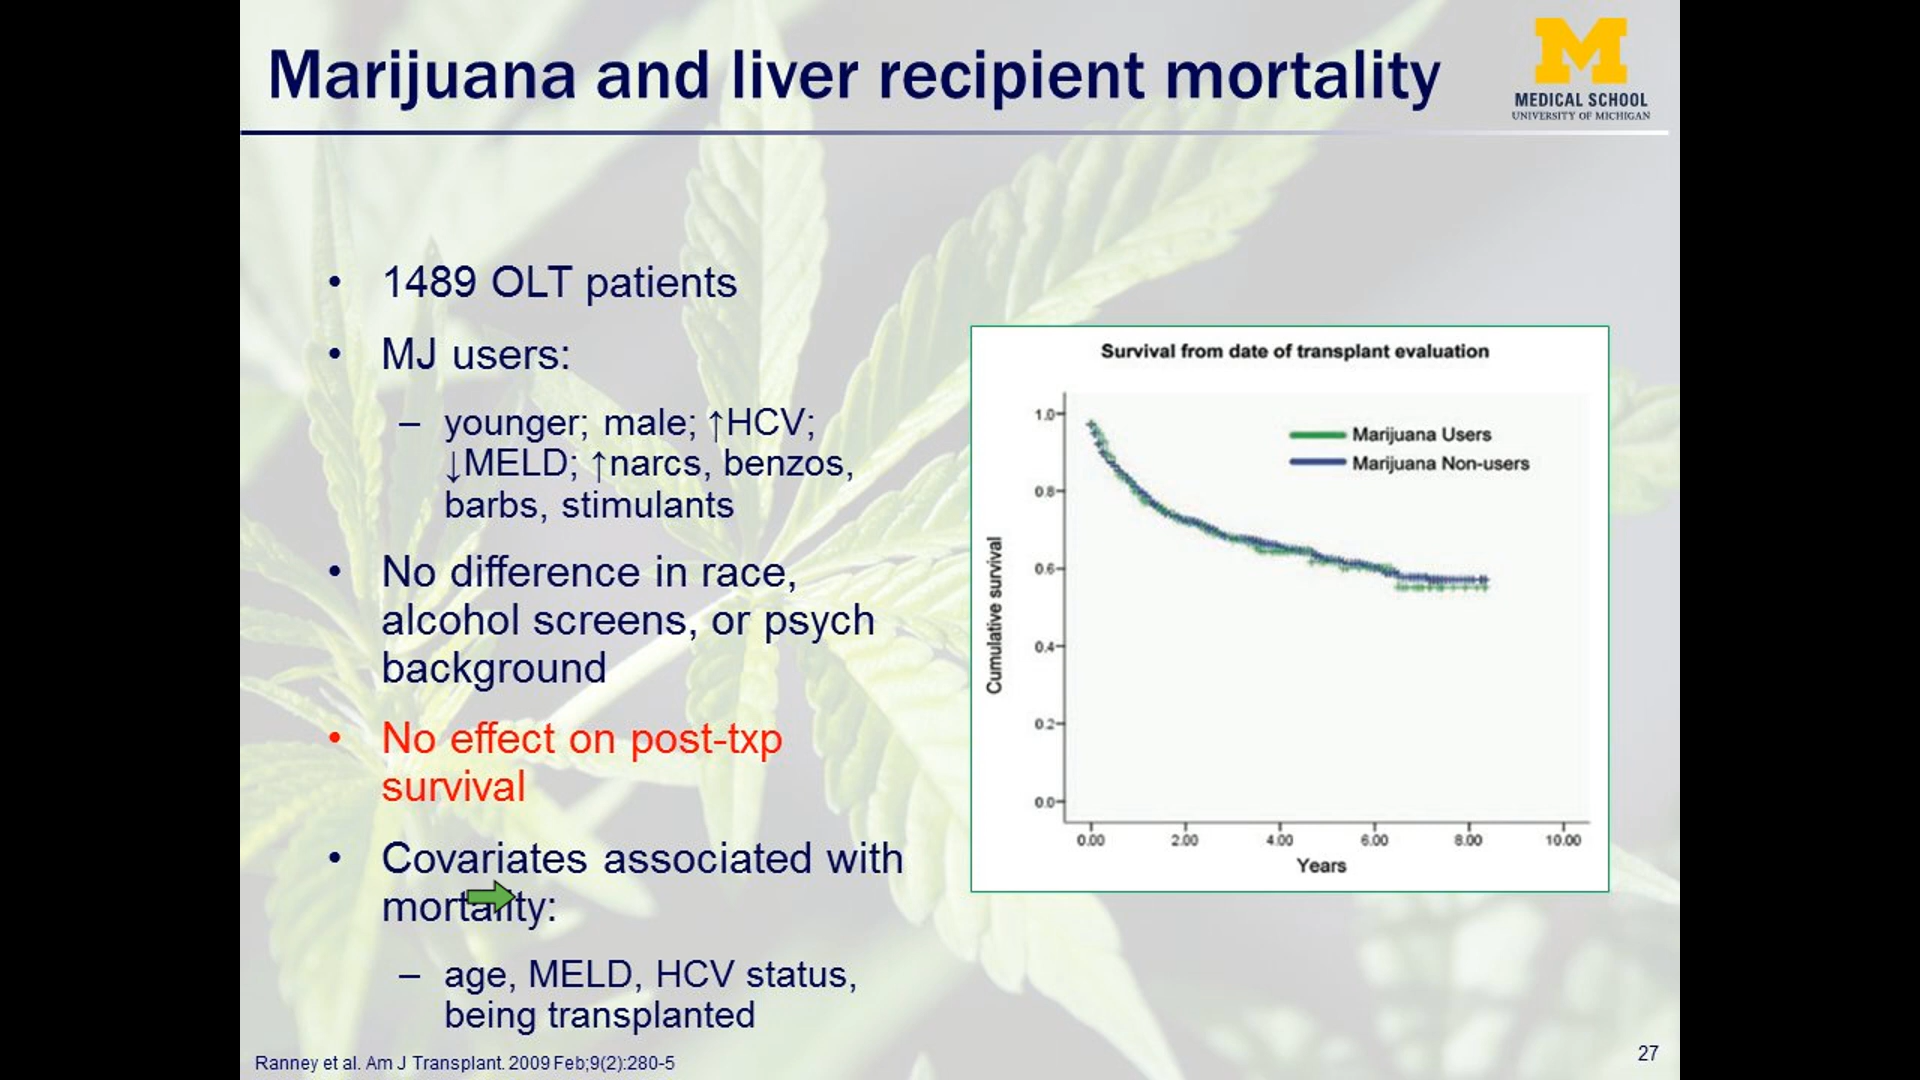 Marijuana and liver recipient mortality
MEDICAL SCHOOL
UNIVERSITY OF MICHIGAN
• 1489 OLT patients
• MJ users:
– younger; male; ↑HCV;
↓MELD; ↑narcs, benzos,
barbs, stimulants
• No difference in race,
alcohol screens, or psych
background
• No effect on post-txp
survival
• Covariates associated with
mortality:
– age, MELD, HCV status,
being transplanted
Survival from date of transplant evaluation
Marijuana Users
Marijuana Non-users
Cumulative survival
1.0
0.8
0.6
0.4
0.2
0.0
0.00 2.00 4.00 6.00 8.00 10.00
Years
Ranney et al. Am J Transplant. 2009 Feb;9(2):280-5
27